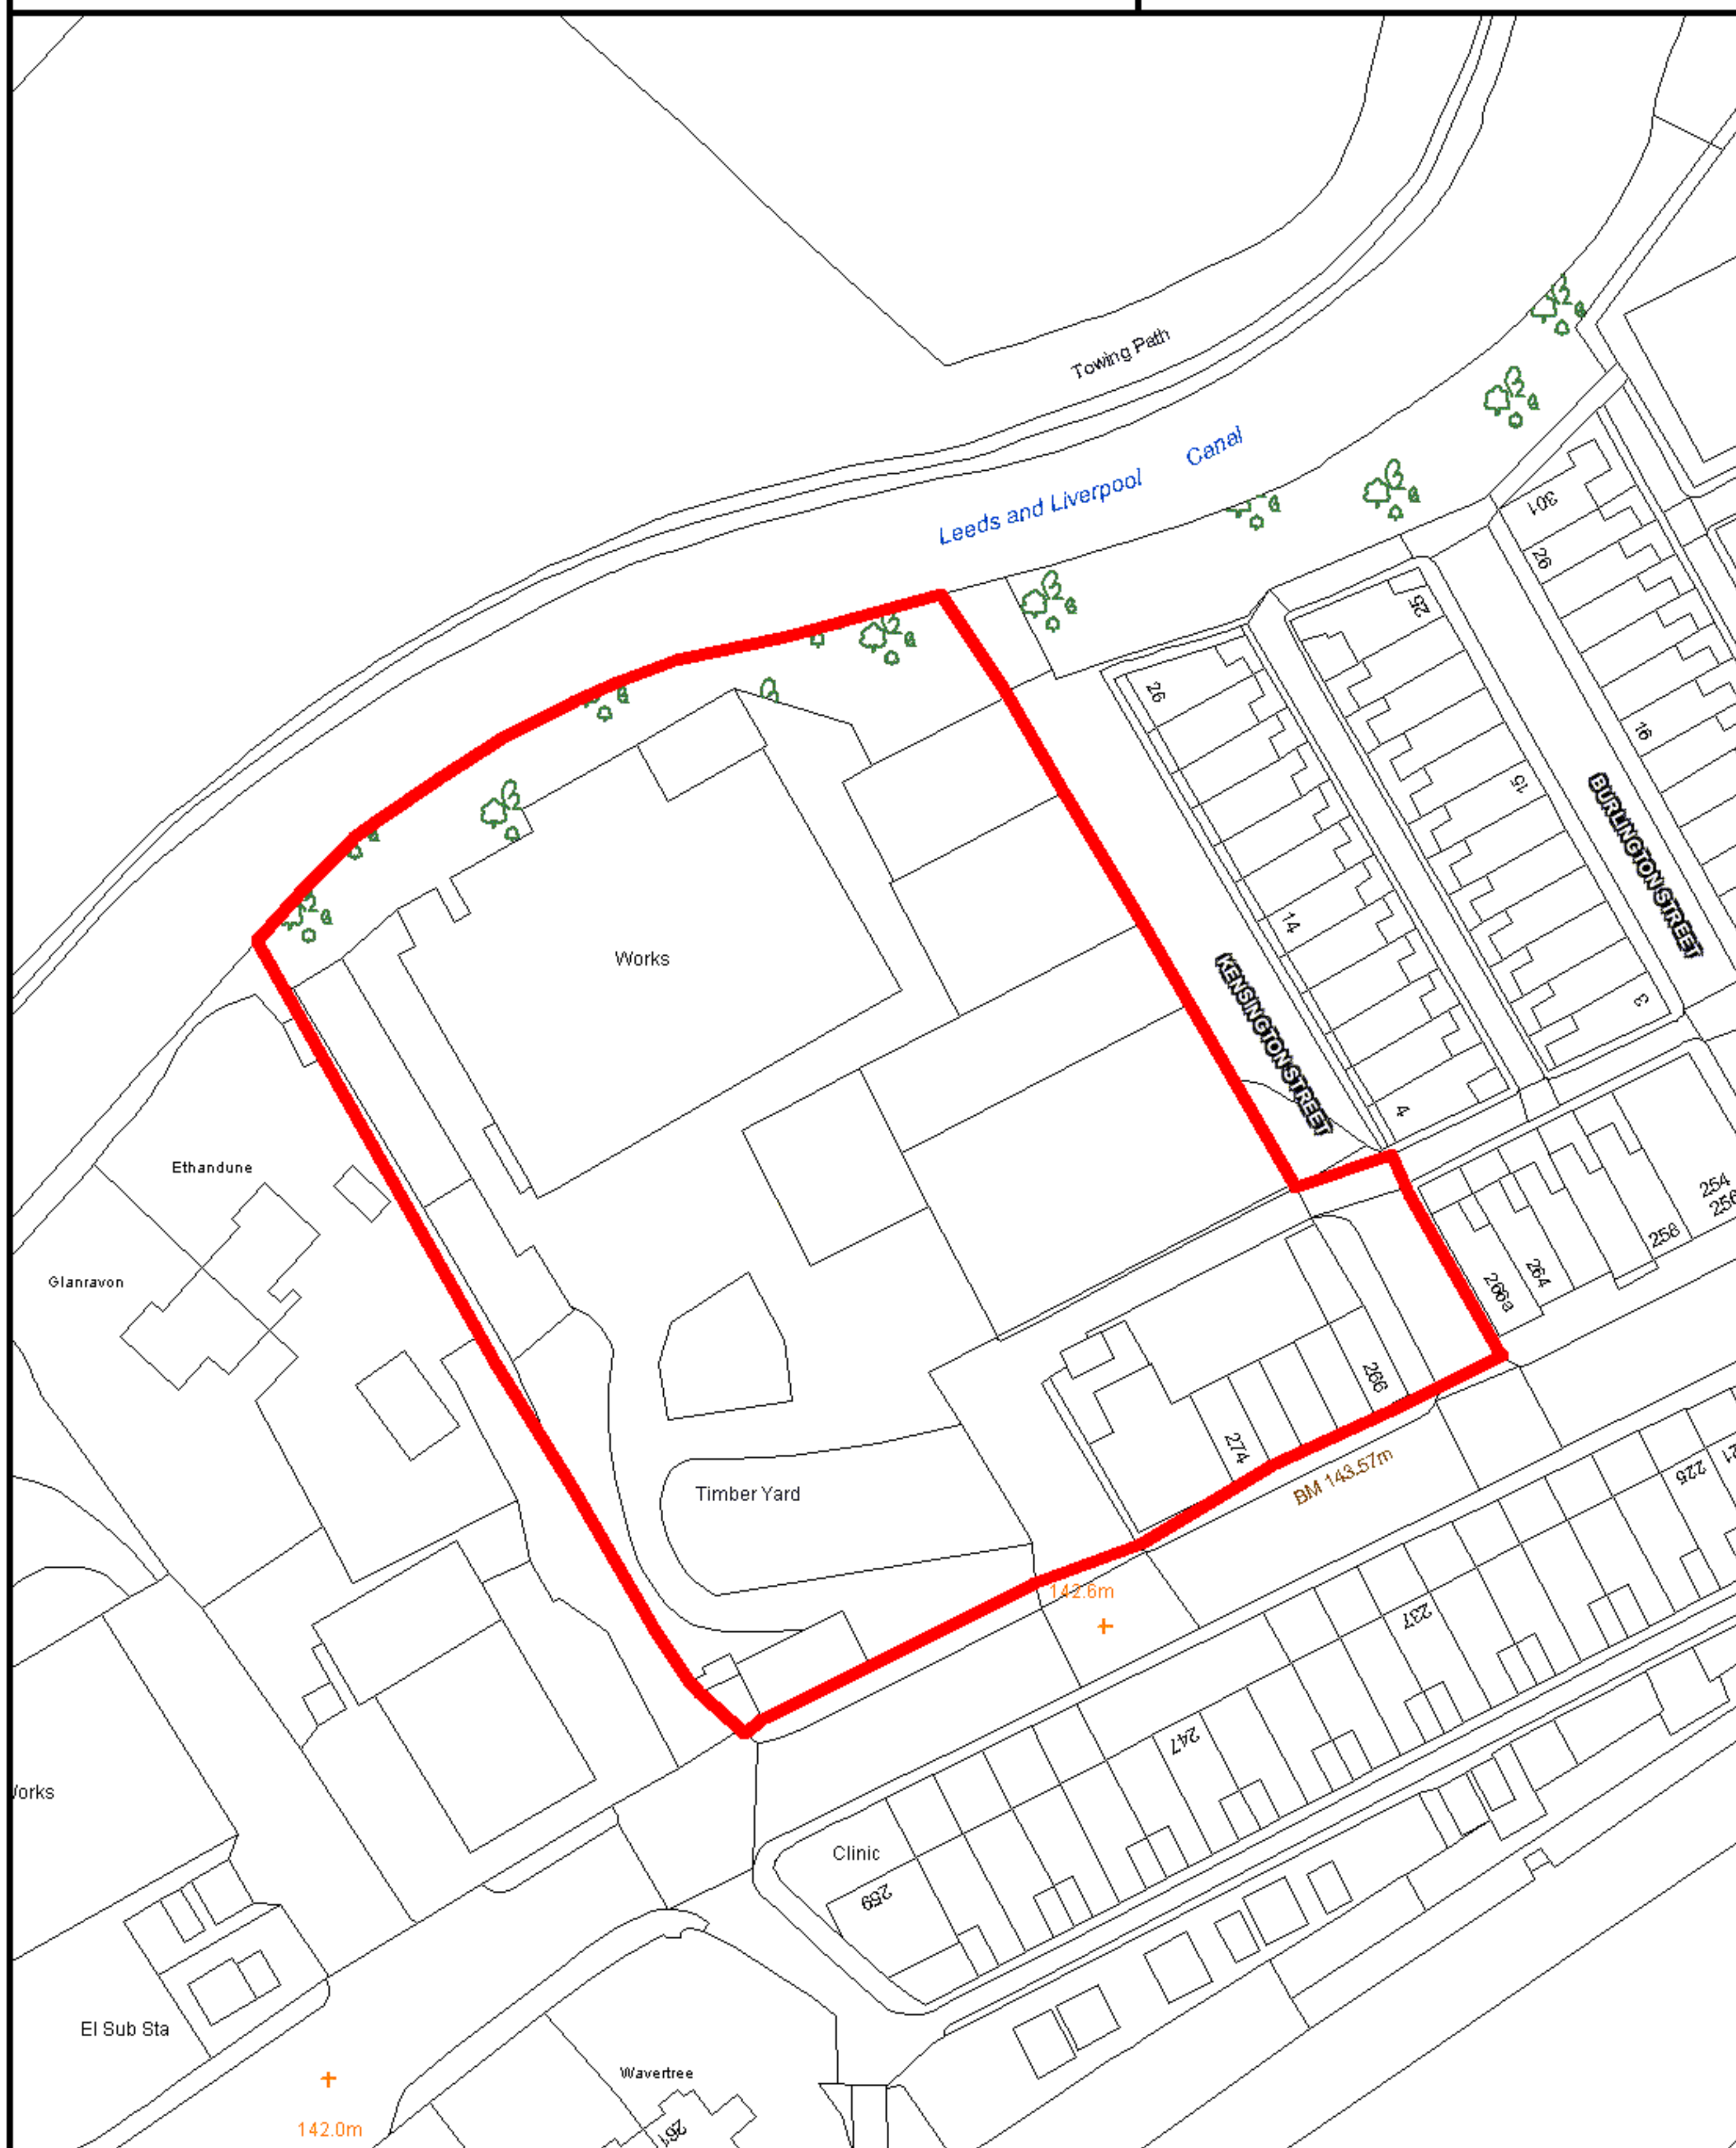 Towing Path
Leeds and Liverpool Canal
301
26
25
26
16
15
BURLINGTON STREET
14
Works
KENSINGTON STREET
3
4
Ethandune
254
256
258
Glanravon
264
266a
266
274
BM 143.57m
225
Timber Yard
142.6m
237
247
Clinic
259
El Sub Sta
Wavertree
142.0m
261